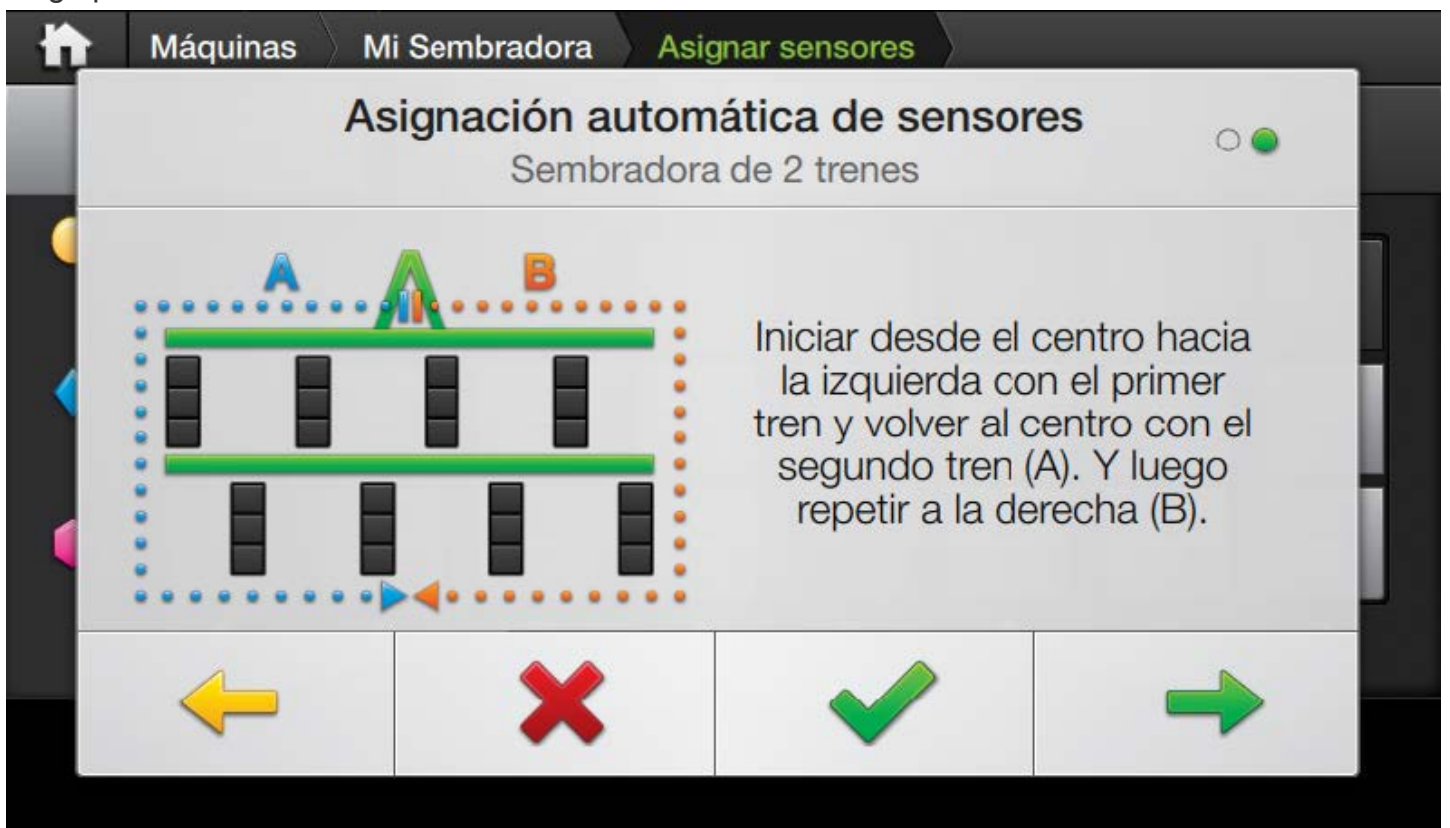 Máquinas
Mi Sembradora
Asignar sensores
Asignación automática de sensores
Sembradora de 2 trenes
A
B
Iniciar desde el centro hacia
la izquierda con el primer
tren y volver al centro con el
segundo tren (A). Y luego
repetir a la derecha (B).